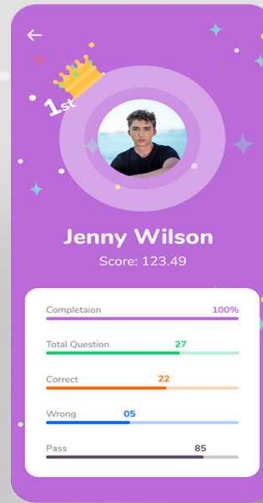 1st
Jenny Wilson
Score: 123.49
Completaion 100%
Total Question 27
Correct 22
Wrong 05
Pass 85